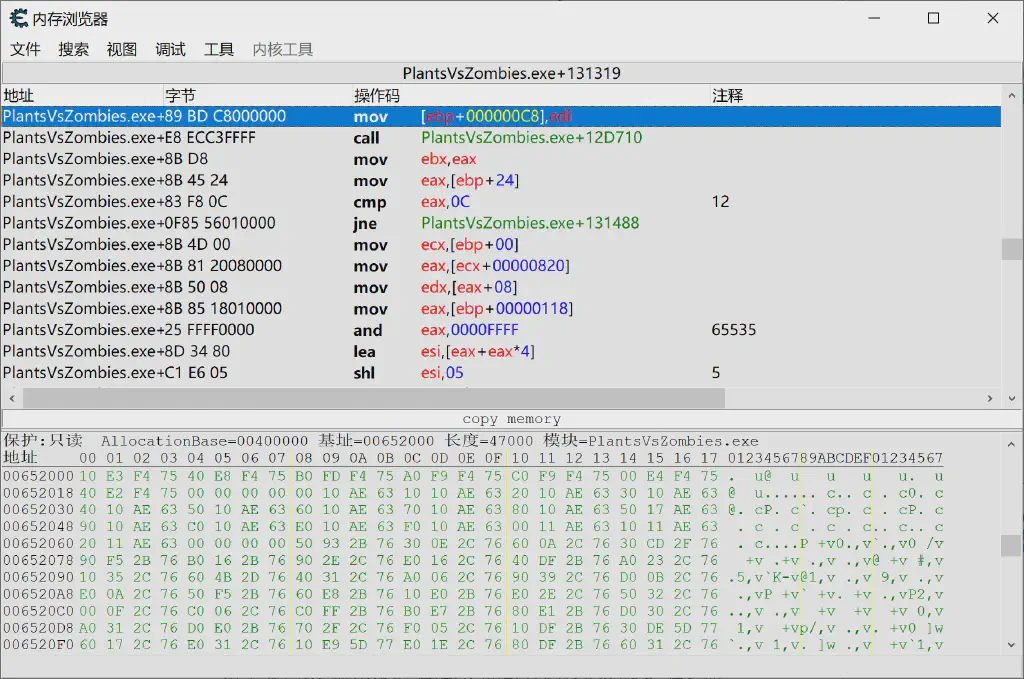 内存浏览器
文件 搜索 视图 调试 工具 内核工具
PlantsVsZombies.exe+131319
地址 字节 操作码 注释
PlantsVsZombies.exe+89 BD C8000000 mov [ebp+000000C8],edi
PlantsVsZombies.exe+E8 ECC3FFFF call PlantsVsZombies.exe+12D710
PlantsVsZombies.exe+8B D8 mov ebx,eax
PlantsVsZombies.exe+8B 45 24 mov eax,[ebp+24]
PlantsVsZombies.exe+83 F8 0C cmp eax,0C 12
PlantsVsZombies.exe+0F85 56010000 jne PlantsVsZombies.exe+131488
PlantsVsZombies.exe+8B 4D 00 mov ecx,[ebp+00]
PlantsVsZombies.exe+8B 81 20080000 mov eax,[ecx+00000820]
PlantsVsZombies.exe+8B 50 08 mov edx,[eax+08]
PlantsVsZombies.exe+8B 85 18010000 mov eax,[ebp+00000118]
PlantsVsZombies.exe+25 FFFF0000 and eax,0000FFFF 65535
PlantsVsZombies.exe+8D 34 80 lea esi,[eax+eax*4]
PlantsVsZombies.exe+C1 E6 05 shl esi,05 5
copy memory
保护:只读 AllocationBase=00400000 基址=00652000 长度=47000 模块=PlantsVsZombies.exe
地址 00 01 02 03 04 05 06 07 08 09 0A 0B 0C 0D 0E 0F 10 11 12 13 14 15 16 17 0123456789ABCDEF01234567
00652000 10 E3 F4 75 40 E8 F4 75 B0 FD F4 75 A0 F9 F4 75 C0 F9 F4 75 00 E4 F4 75 . u@ u u u u. u
00652018 40 E2 F4 75 00 00 00 00 10 AE 63 10 10 AE 63 20 10 AE 63 30 10 AE 63 @ u...... c.. c .. c0. c
00652030 40 10 AE 63 50 10 AE 63 60 10 AE 63 70 10 AE 63 80 10 AE 63 50 17 AE 63 @. cP. c`. cp. c . cP. c
00652048 90 10 AE 63 C0 10 AE 63 E0 10 AE 63 F0 10 AE 63 00 11 AE 63 10 11 AE 63 . c . c . c . c.. c.. c
00652060 20 11 AE 63 00 00 00 00 50 93 2B 76 30 0E 2C 76 60 0A 2C 76 30 CD 2F 76 . c....P +v0.,v`.,v0 /v
00652078 90 F5 2B 76 B0 16 2B 76 90 2E 2C 76 E0 16 2C 76 40 DF 2B 76 A0 23 2C 76 +v .+v .,v .,v@ +v #,v
00652090 10 35 2C 76 60 4B 2D 76 40 31 2C 76 A0 06 2C 76 90 39 2C 76 D0 0B 2C 76 .5,v`K-v@1,v .,v 9,v .,v
006520A8 E0 0A 2C 76 50 F5 2B 76 60 E8 2B 76 10 E0 2B 76 E0 2E 2C 76 50 32 2C 76 .,vP +v` +v. +v .,vP2,v
006520C0 00 0F 2C 76 C0 06 2C 76 C0 FF 2B 76 B0 E7 2B 76 80 E1 2B 76 D0 30 2C 76 ..,v .,v +v +v +v 0,v
006520D8 A0 31 2C 76 D0 E0 2B 76 70 2F 2C 76 F0 05 2C 76 10 DF 2B 76 30 DE 5D 77 1,v +vp/,v .,v. +v0 ]w
006520F0 60 17 2C 76 E0 31 2C 76 10 E9 5D 77 E0 1E 2C 76 80 DF 2B 76 60 31 2C 76 `.,v 1,v. ]w .,v +v`1,v